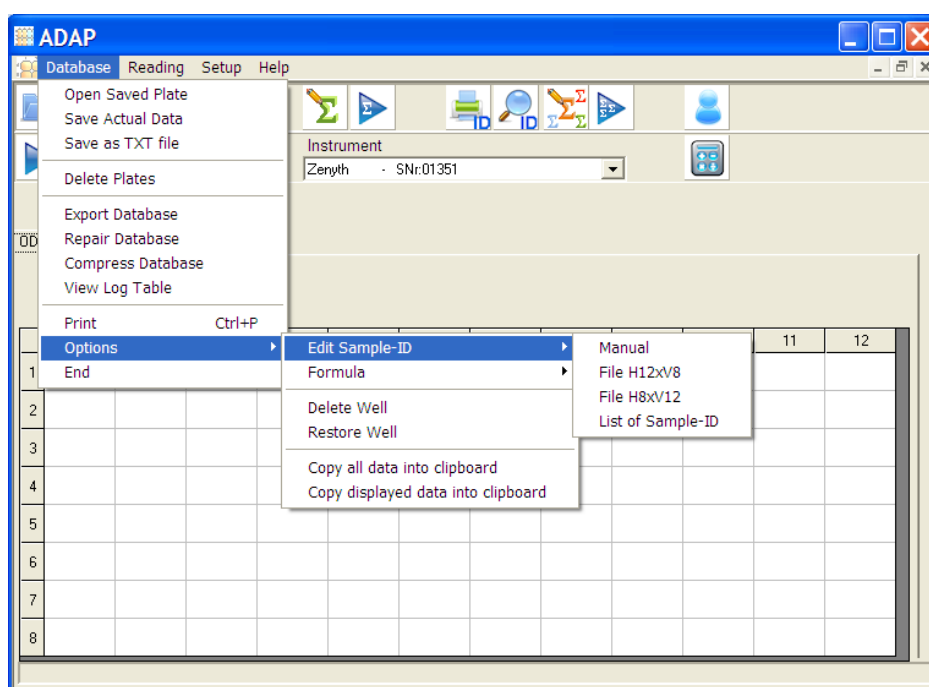 ADAP
Database Reading Setup Help
Open Saved Plate
Save Actual Data
Save as TXT file
Delete Plates
Export Database
Repair Database
Compress Database
View Log Table
Print Ctrl+P
Options
End
ID ID
Instrument
Zenyth - SNr:01351
OD
Edit Sample-ID
Formula
Delete Well
Restore Well
Copy all data into clipboard
Copy displayed data into clipboard
Manual
File H12xV8
File H8xV12
List of Sample-ID
11 12
1
2
3
4
5
6
7
8